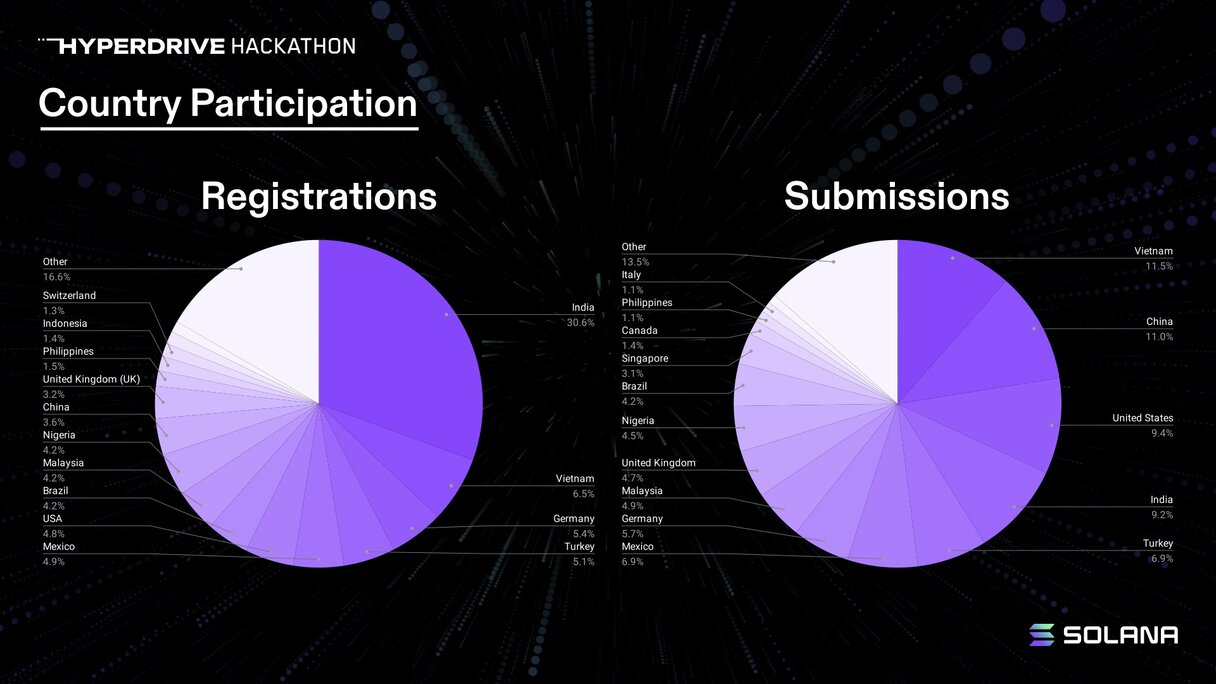 HYPERDRIVE HACKATHON
Country Participation
Registrations
Other
16.6%
Switzerland
1.3%
Indonesia
1.4%
Philippines
1.5%
United Kingdom (UK)
3.2%
China
3.6%
Nigeria
4.2%
Malaysia
4.2%
Brazil
4.2%
USA
4.8%
Mexico
4.9%
India
30.6%
Vietnam
6.5%
Germany
5.4%
Turkey
5.1%
Submissions
Other
13.5%
Italy
1.1%
Philippines
1.1%
Canada
1.4%
Singapore
3.1%
Brazil
4.2%
Nigeria
4.5%
United Kingdom
4.7%
Malaysia
4.9%
Germany
5.7%
Mexico
6.9%
Vietnam
11.5%
China
11.0%
United States
9.4%
India
9.2%
Turkey
6.9%
SOLANA